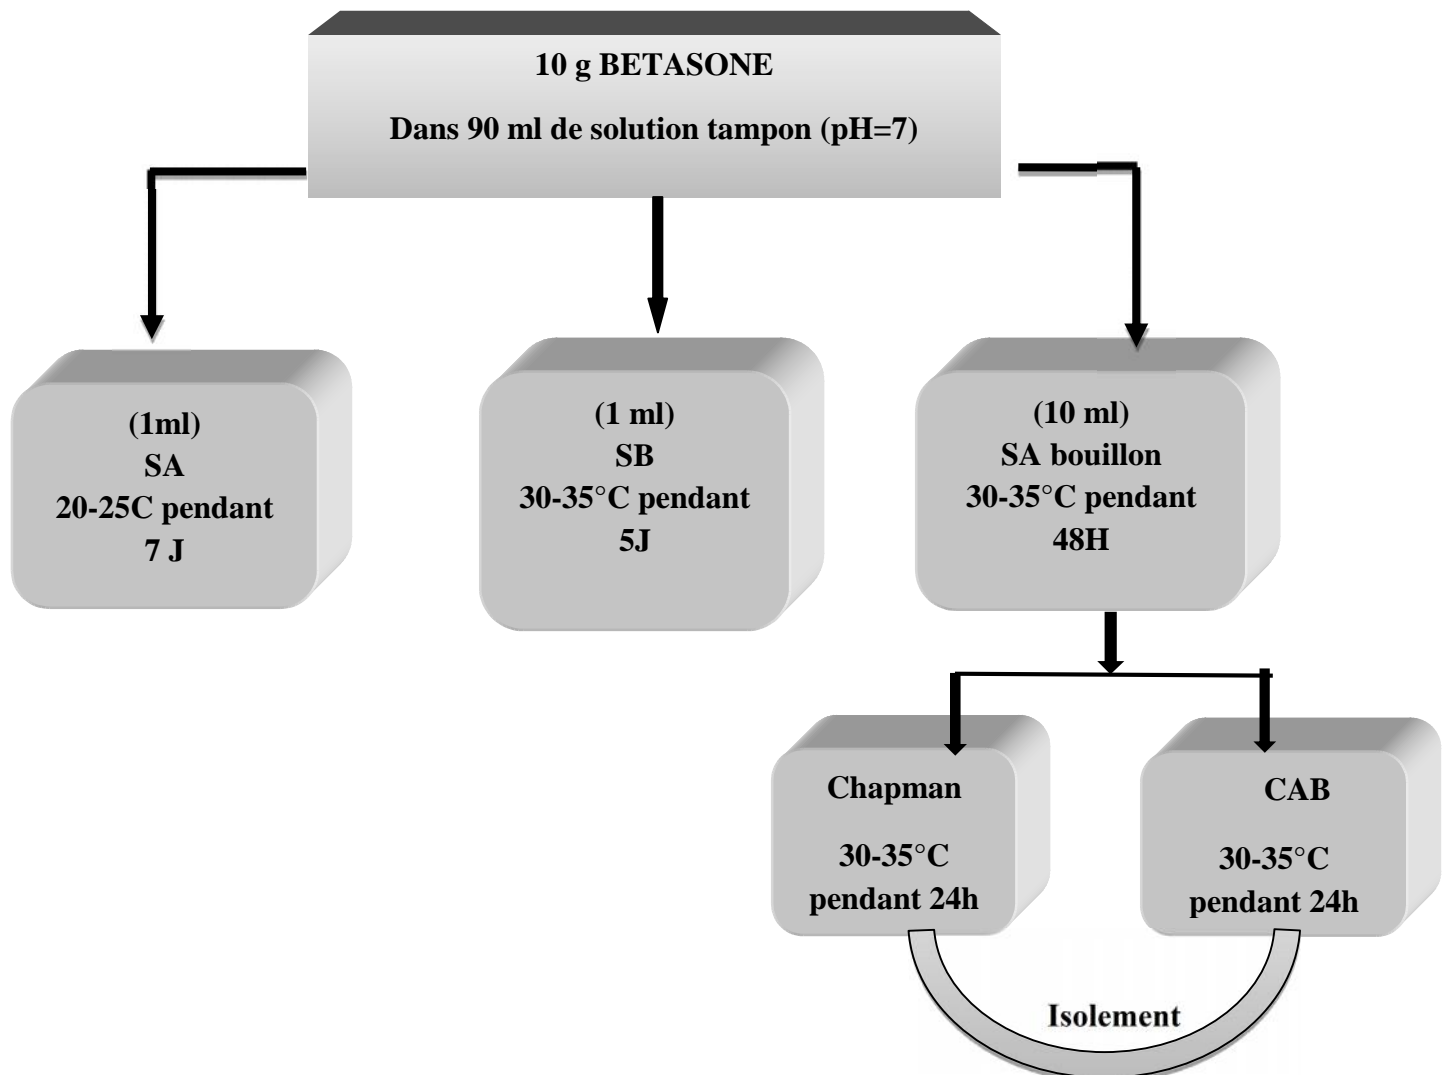 10 g BETASONE
Dans 90 ml de solution tampon (pH=7)
(1ml)
SA
20-25C pendant
7 J
(1 ml)
SB
30-35°C pendant
5J
(10 ml)
SA bouillon
30-35°C pendant
48H
Chapman
30-35°C
pendant 24h
CAB
30-35°C
pendant 24h
Isolement